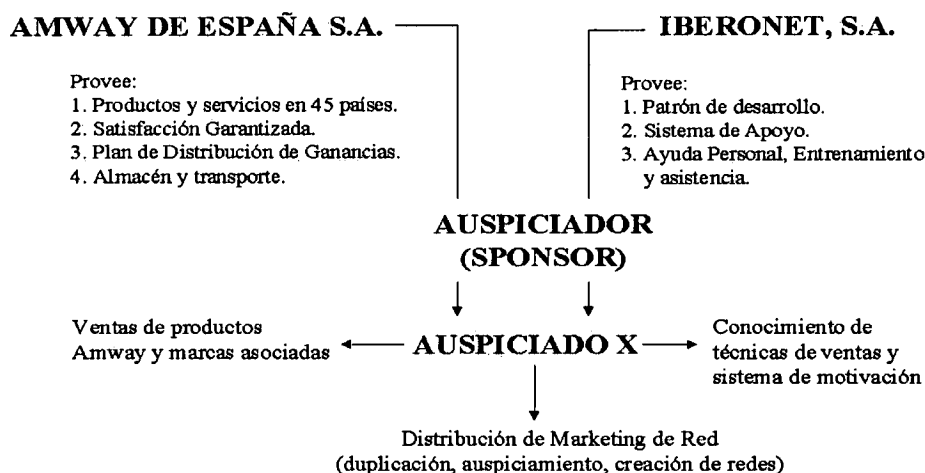 AMWAY DE ESPAÑA S.A.
IBERONET, S.A.
Provee:
1. Productos y servicios en 45 países.
2. Satisfacción Garantizada.
3. Plan de Distribución de Ganancias.
4. Almacén y transporte.
Provee:
1. Patrón de desarrollo.
2. Sistema de Apoyo.
3. Ayuda Personal, Entrenamiento
y asistencia.
AUSPICIADOR
(SPONSOR)
Ventas de productos
Amway y marcas asociadas
AUSPICIADO X
Conocimiento de
técnicas de ventas y
sistema de motivación
Distribución de Marketing de Red
(duplicación, auspiciamiento, creación de redes)